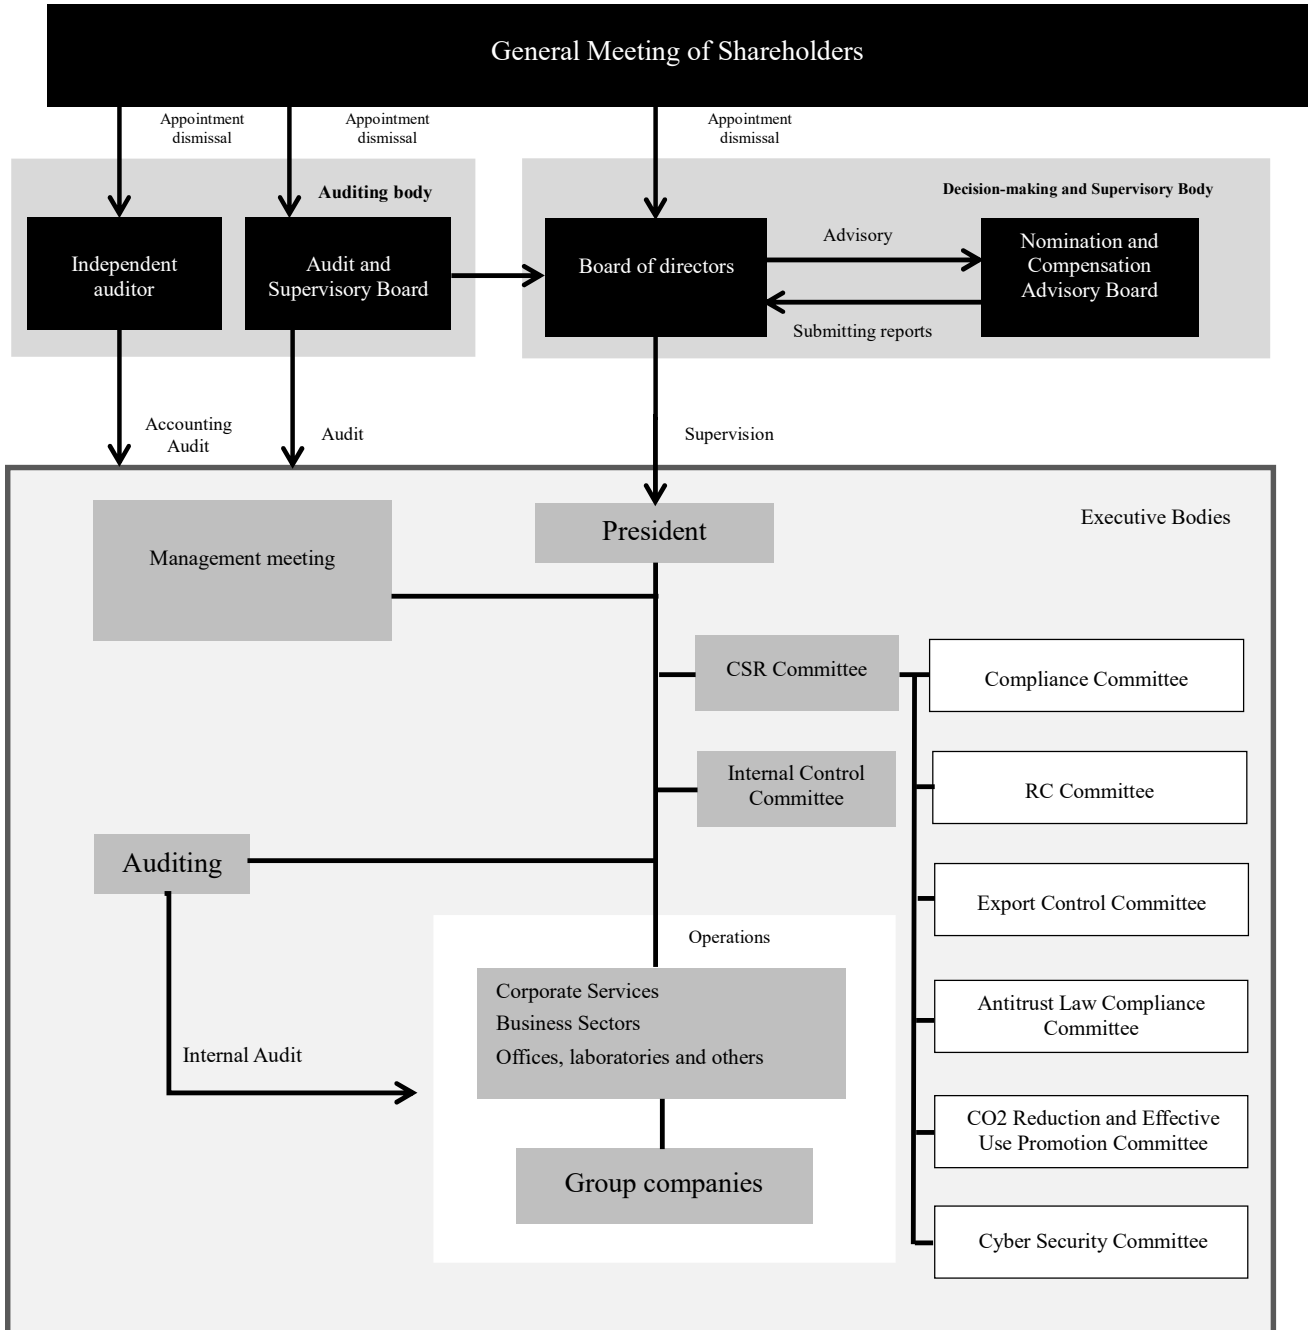 General Meeting of Shareholders
Appointment
dismissal
Appointment
dismissal
Appointment
dismissal
Auditing body
Decision-making and Supervisory Body
Independent
auditor
Audit and
Supervisory Board
Board of directors
Advisory
Submitting reports
Nomination and
Compensation
Advisory Board
Accounting
Audit
Audit
Supervision
Executive Bodies
President
Management meeting
CSR Committee
Compliance Committee
Internal Control
Committee
RC Committee
Auditing
Export Control Committee
Operations
Corporate Services
Business Sectors
Offices, laboratories and others
Antitrust Law Compliance
Committee
Internal Audit
CO2 Reduction and Effective
Use Promotion Committee
Group companies
Cyber Security Committee